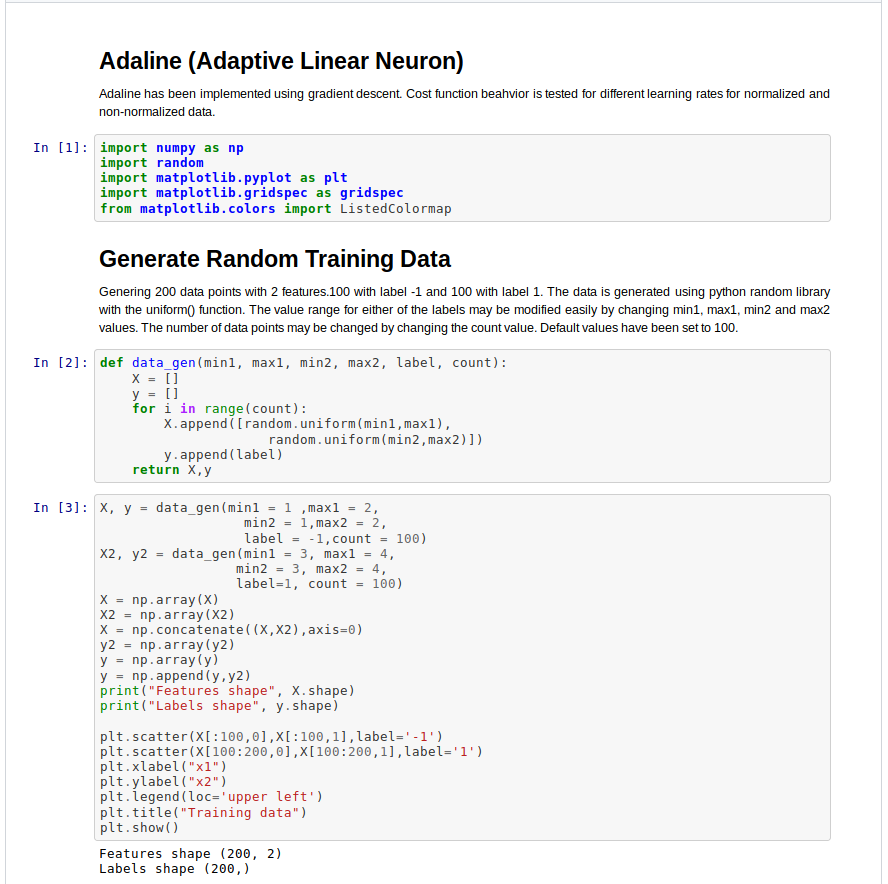 Adaline (Adaptive Linear Neuron)
Adaline has been implemented using gradient descent. Cost function beahvior is tested for different learning rates for normalized and
non-normalized data.
In [1]: import numpy as np
import random
import matplotlib.pyplot as plt
import matplotlib.gridspec as gridspec
from matplotlib.colors import ListedColormap
Generate Random Training Data
Genering 200 data points with 2 features.100 with label -1 and 100 with label 1. The data is generated using python random library
with the uniform() function. The value range for either of the labels may be modified easily by changing min1, max1, min2 and max2
values. The number of data points may be changed by changing the count value. Default values have been set to 100.
In [2]: def data_gen(min1, max1, min2, max2, label, count):
    X = []
    y = []
    for i in range(count):
        X.append([random.uniform(min1,max1),
                     random.uniform(min2,max2)])
        y.append(label)
    return X,y
In [3]: X, y = data_gen(min1 = 1 ,max1 = 2,
                  min2 = 1,max2 = 2,
                  label = -1,count = 100)
X2, y2 = data_gen(min1 = 3, max1 = 4,
                 min2 = 3, max2 = 4,
                 label=1, count = 100)
X = np.array(X)
X2 = np.array(X2)
X = np.concatenate((X,X2),axis=0)
y2 = np.array(y2)
y = np.array(y)
y = np.append(y,y2)
print("Features shape", X.shape)
print("Labels shape", y.shape)
plt.scatter(X[:100,0],X[:100,1],label='-1')
plt.scatter(X[100:200,0],X[100:200,1],label='1')
plt.xlabel("x1")
plt.ylabel("x2")
plt.legend(loc='upper left')
plt.title("Training data")
plt.show()
Features shape (200, 2)
Labels shape (200,)